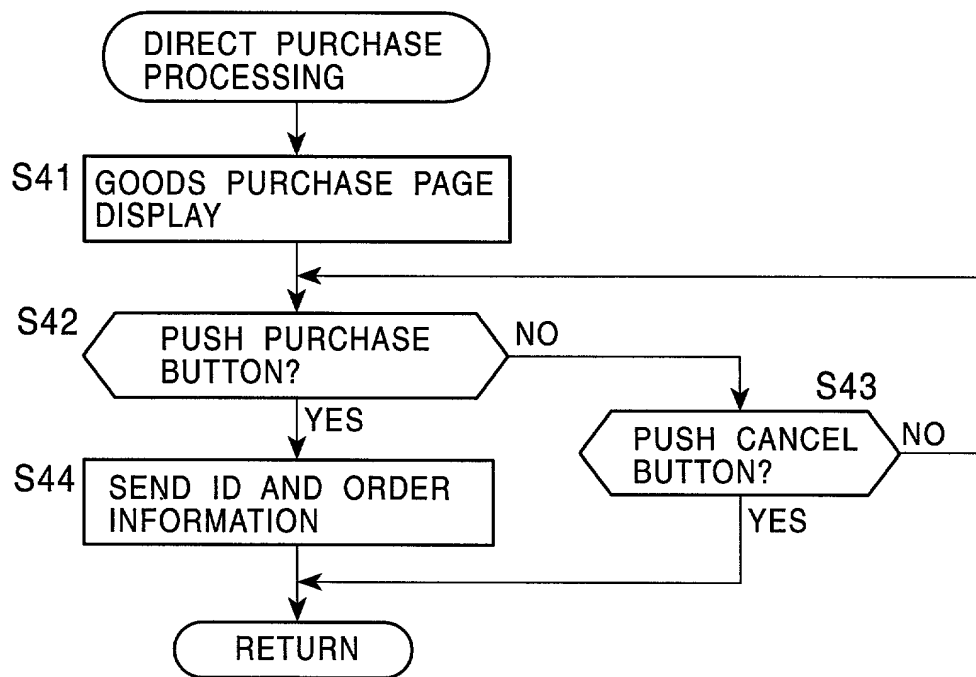 DIRECT PURCHASE
PROCESSING
S41
GOODS PURCHASE PAGE
DISPLAY
S42
PUSH PURCHASE
BUTTON?
NO
YES
S43
PUSH CANCEL
BUTTON?
NO
YES
S44
SEND ID AND ORDER
INFORMATION
RETURN